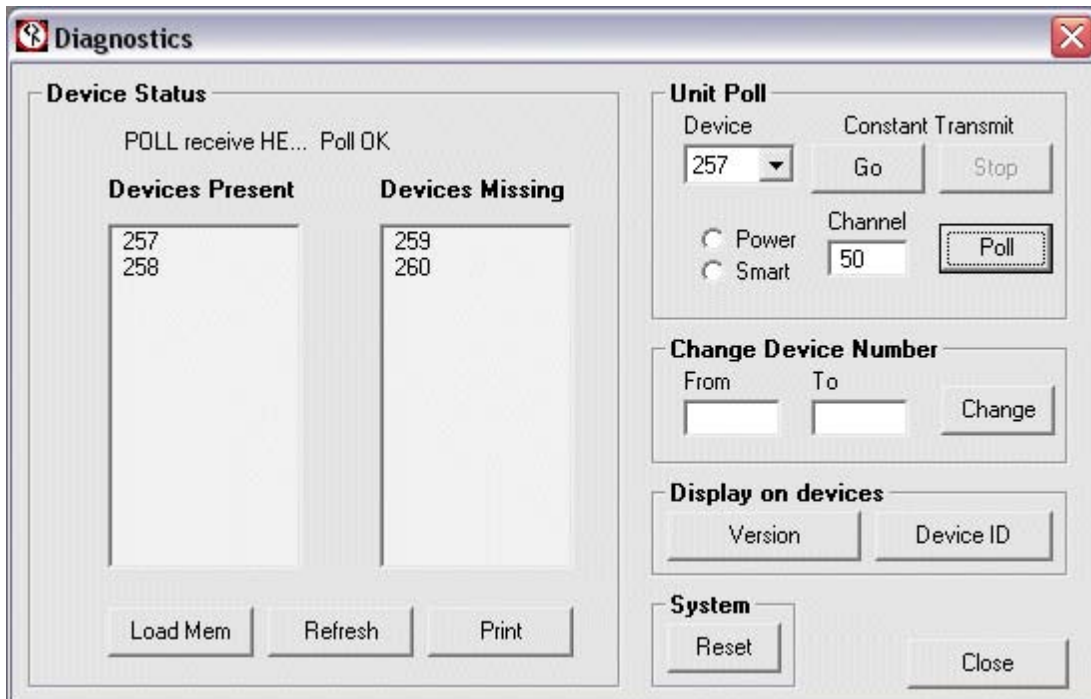 Diagnostics
Device Status
POLL receive HE... Poll OK
Devices Present
Devices Missing
257
258
259
260
Load Mem
Refresh
Print
Unit Poll
Device
Constant Transmit
257
Go
Stop
Power
Smart
Channel
50
Poll
Change Device Number
From
To
Change
Display on devices
Version
Device ID
System
Reset
Close